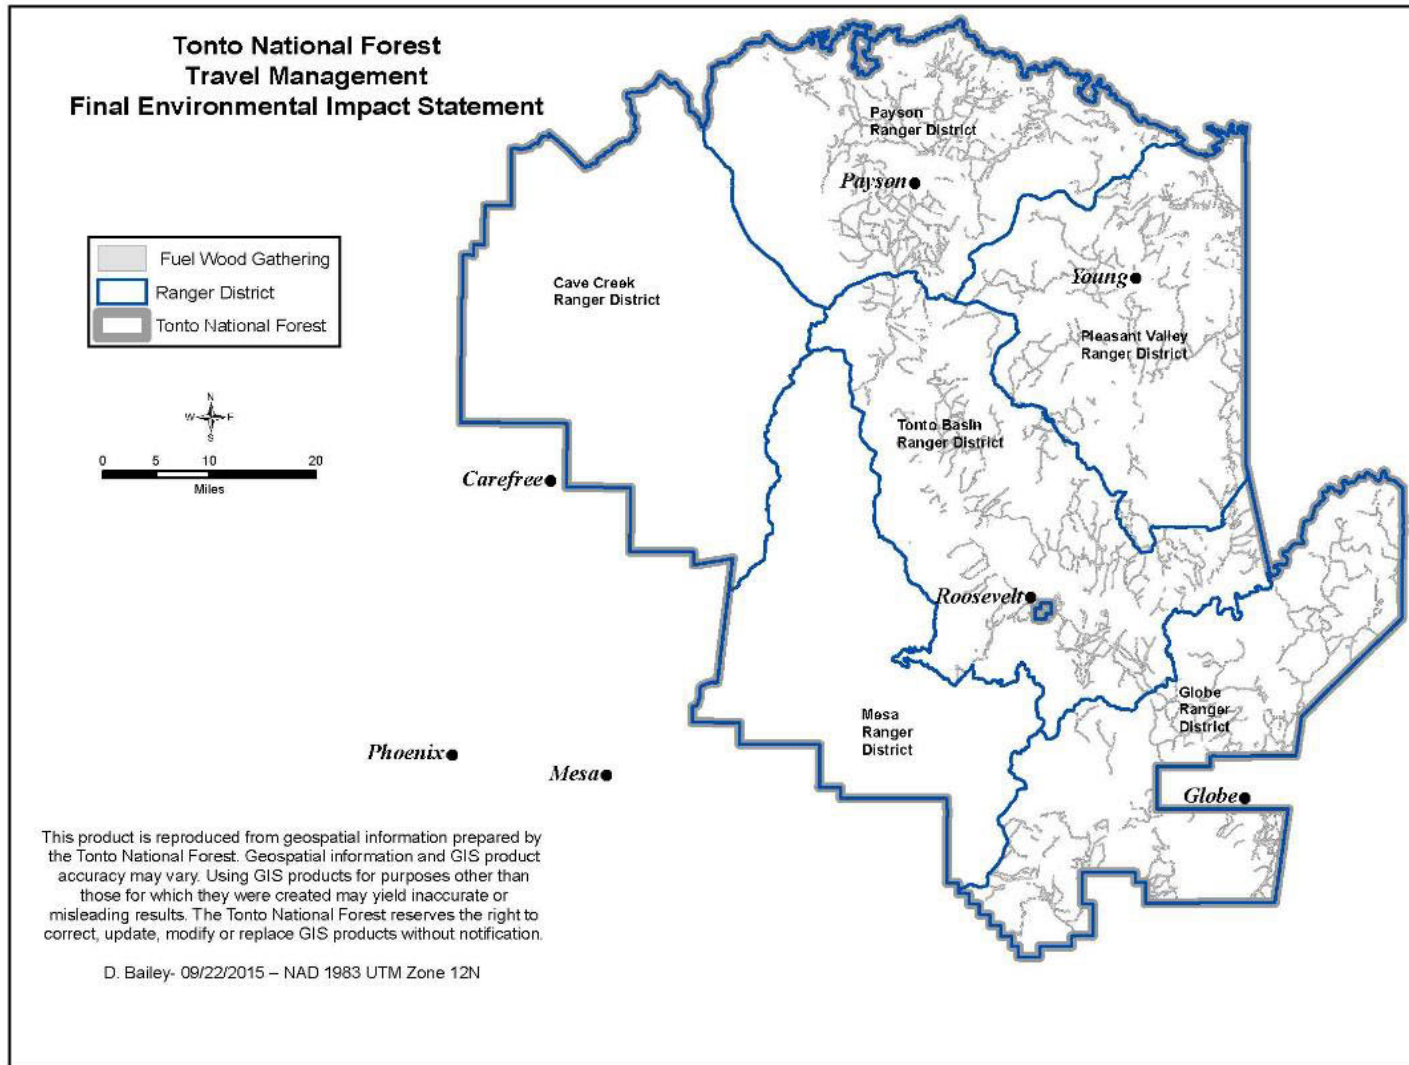 Tonto National Forest
Travel Management
Final Environmental Impact Statement
Payson
Ranger District
Payson
Fuel Wood Gathering
Ranger District
Tonto National Forest
Cave Creek
Ranger District
Young
Pleasant Valley
Ranger District
N
W
E
S
0
5
10
20
Miles
Tonto Basin
Ranger District
Carefree
Roosevelt
Globe
Ranger
District
Mesa
Ranger
District
Phoenix
Mesa
Globe
This product is reproduced from geospatial information prepared by
the Tonto National Forest. Geospatial information and GIS product
accuracy may vary. Using GIS products for purposes other than
those for which they were created may yield inaccurate or
misleading results. The Tonto National Forest reserves the right to
correct, update, modify or replace GIS products without notification.
D. Bailey- 09/22/2015 – NAD 1983 UTM Zone 12N